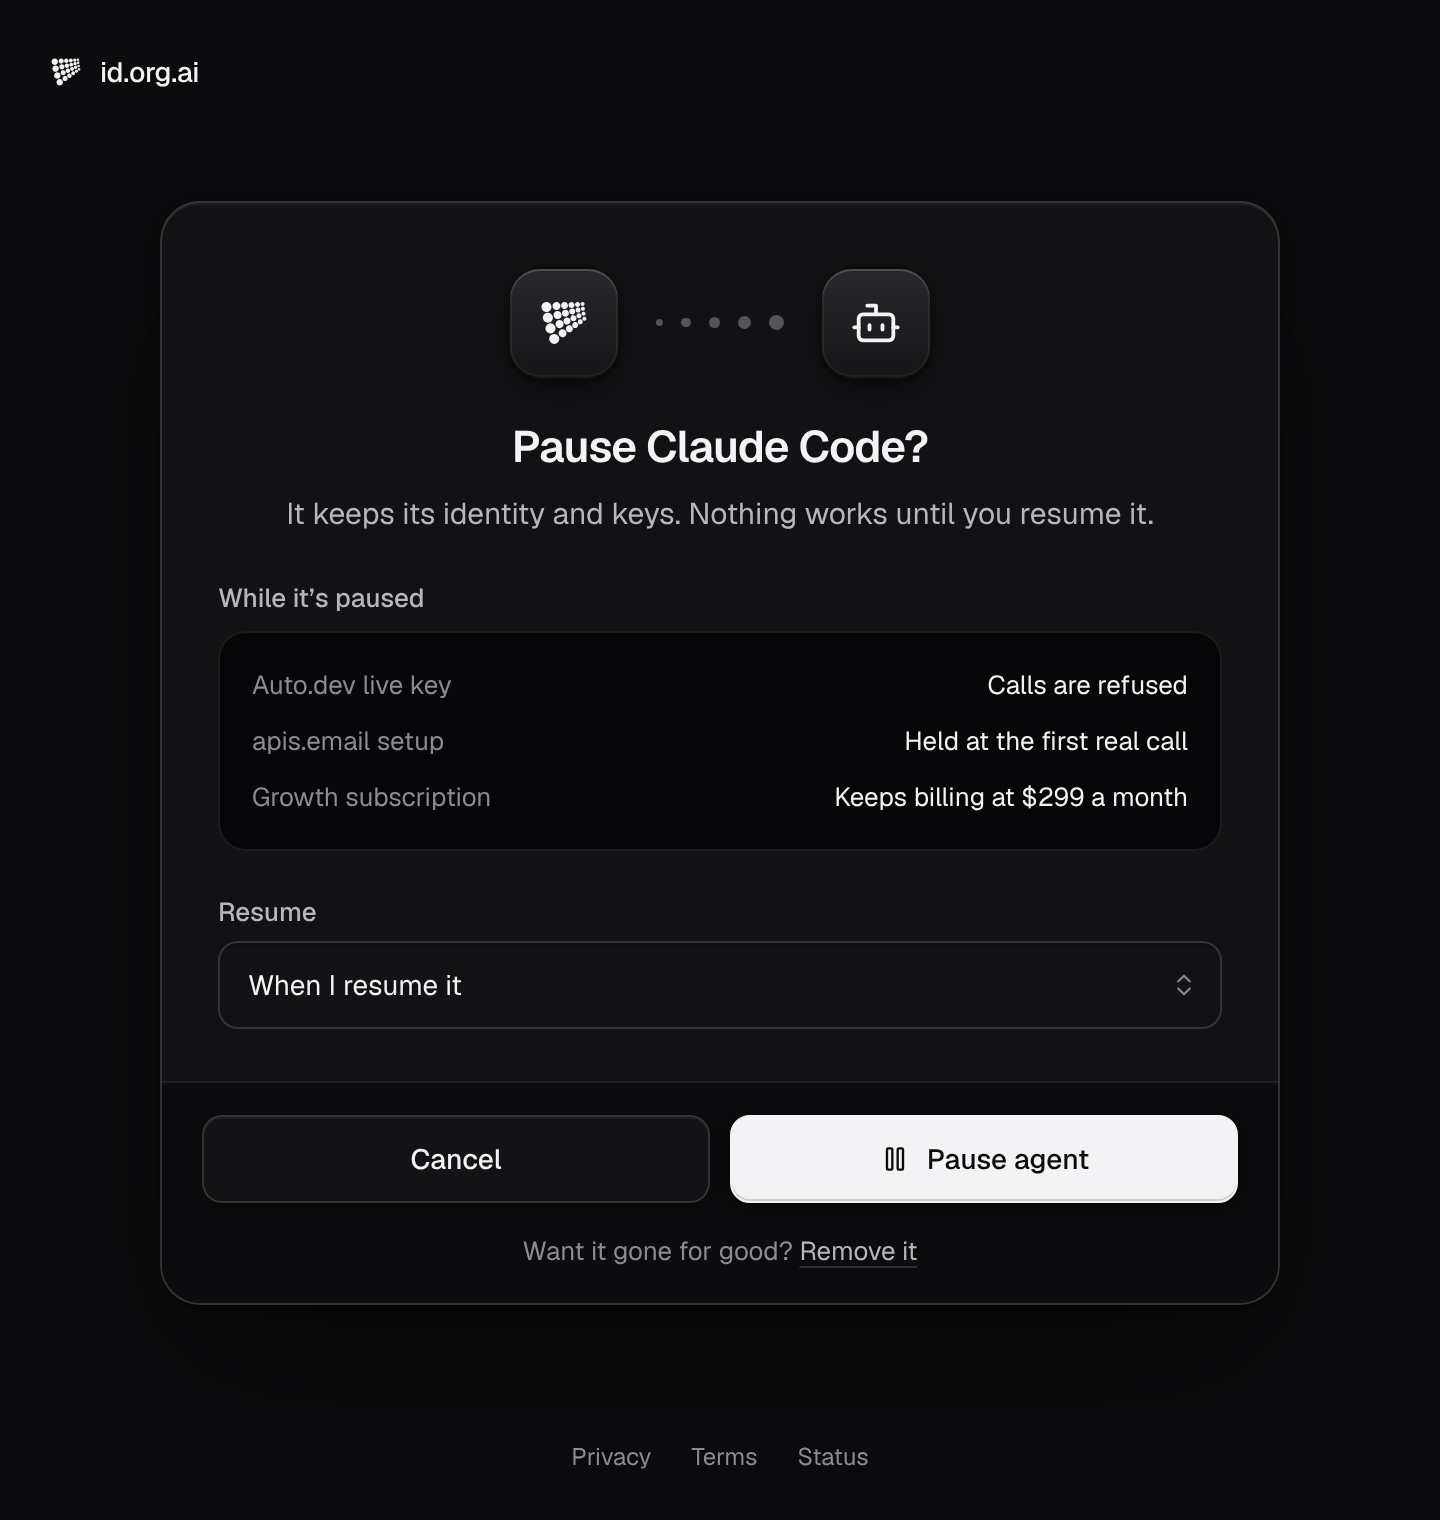 id.org.ai
Pause Claude Code?
It keeps its identity and keys. Nothing works until you resume it.
While it’s paused
Auto.dev live key
Calls are refused
apis.email setup
Held at the first real call
Growth subscription
Keeps billing at $299 a month
Resume
When I resume it
Cancel
Pause agent
Want it gone for good? Remove it
Privacy
Terms
Status